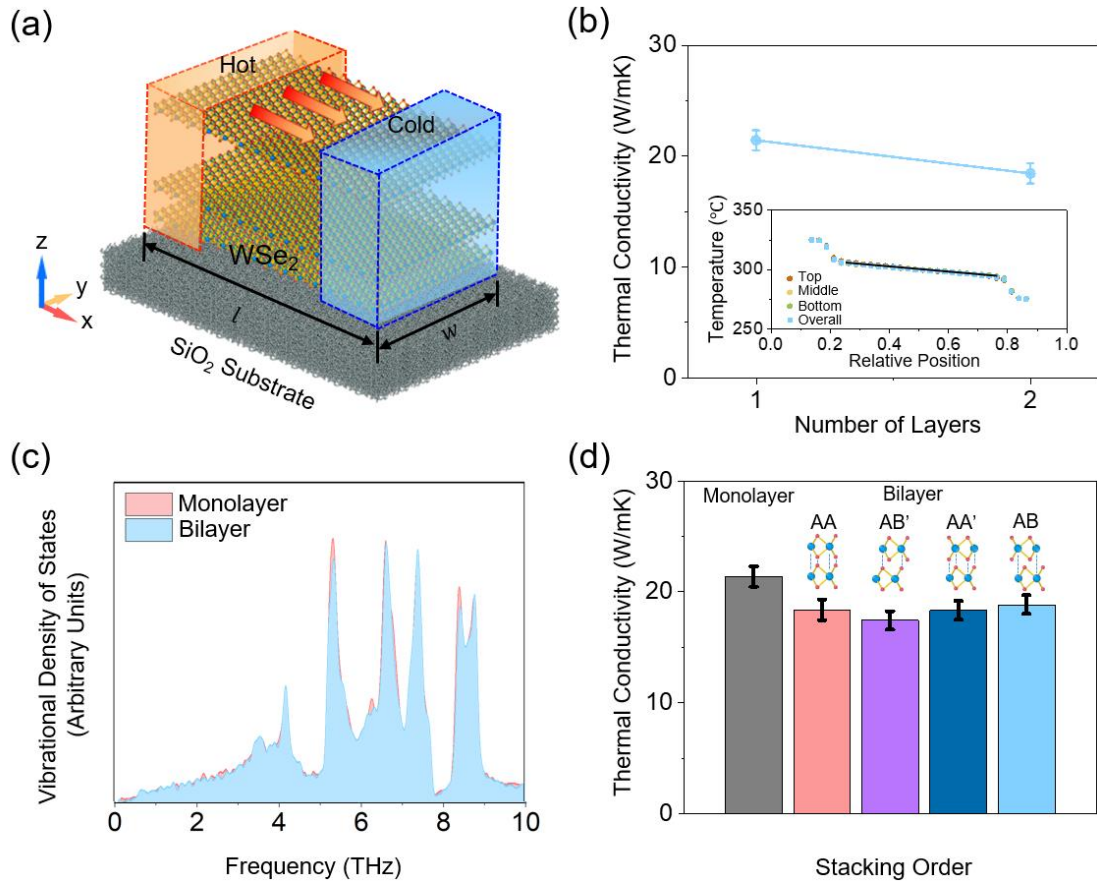 (a)
Hot
Cold
WSe2
l
w
SiO2 Substrate
z
y
x
(b)
Thermal Conductivity (W/mK)
30
20
10
0
1
2
Number of Layers
Temperature (°C)
350
300
250
Top
Middle
Bottom
Overall
0.0 0.2 0.4 0.6 0.8 1.0
Relative Position
(c)
Vibrational Density of States
(Arbitrary Units)
Monolayer
Bilayer
0 2 4 6 8 10
Frequency (THz)
(d)
Thermal Conductivity (W/mK)
30
20
10
0
Monolayer Bilayer
AA AB’ AA’ AB
Stacking Order